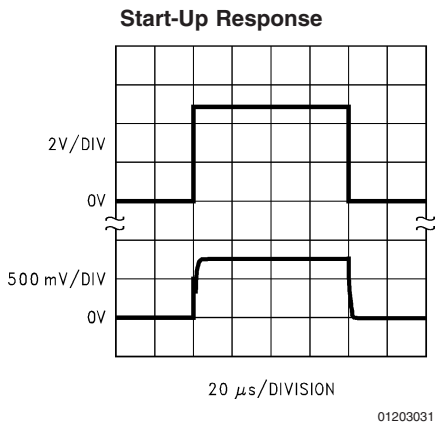 Start-Up Response
2V/DIV
0V
500 mV/DIV
0V
20 μs/DIVISION
01203031